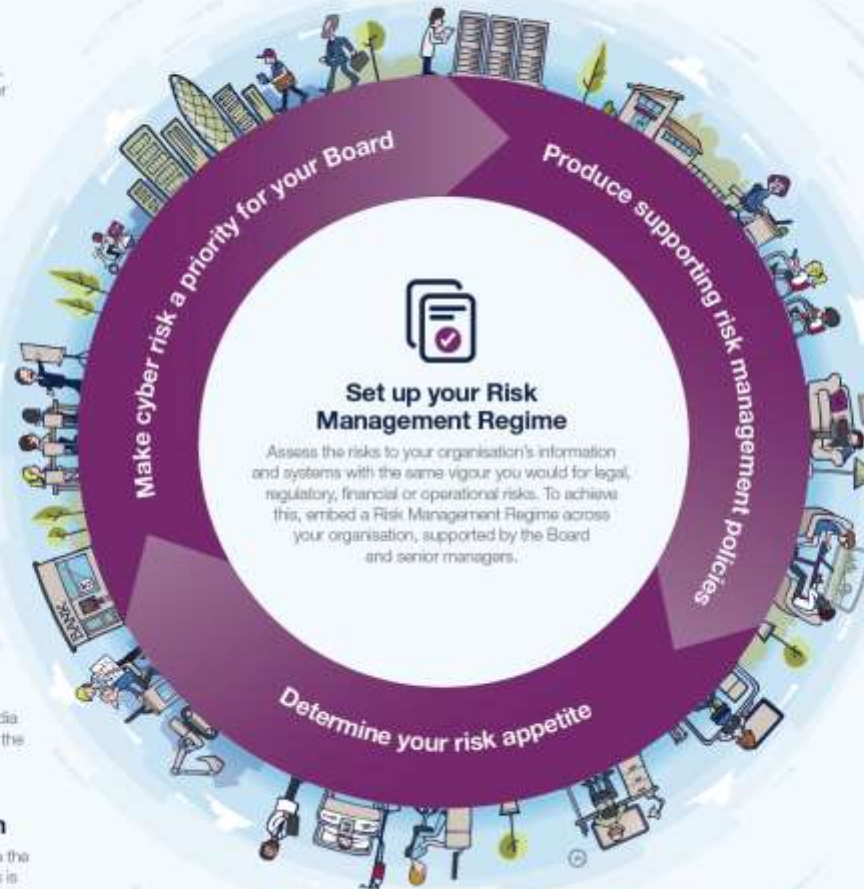 Make cyber risk a priority for your Board
Produce supporting risk management policies
Determine your risk appetite
Set up your Risk
Management Regime
Assess the risks to your organisation's information
and systems with the same vigour you would for legal,
regulatory, financial or operational risks. To achieve
this, embed a Risk Management Regime across
your organisation, supported by the Board
and senior managers.
BANK
the
the
is